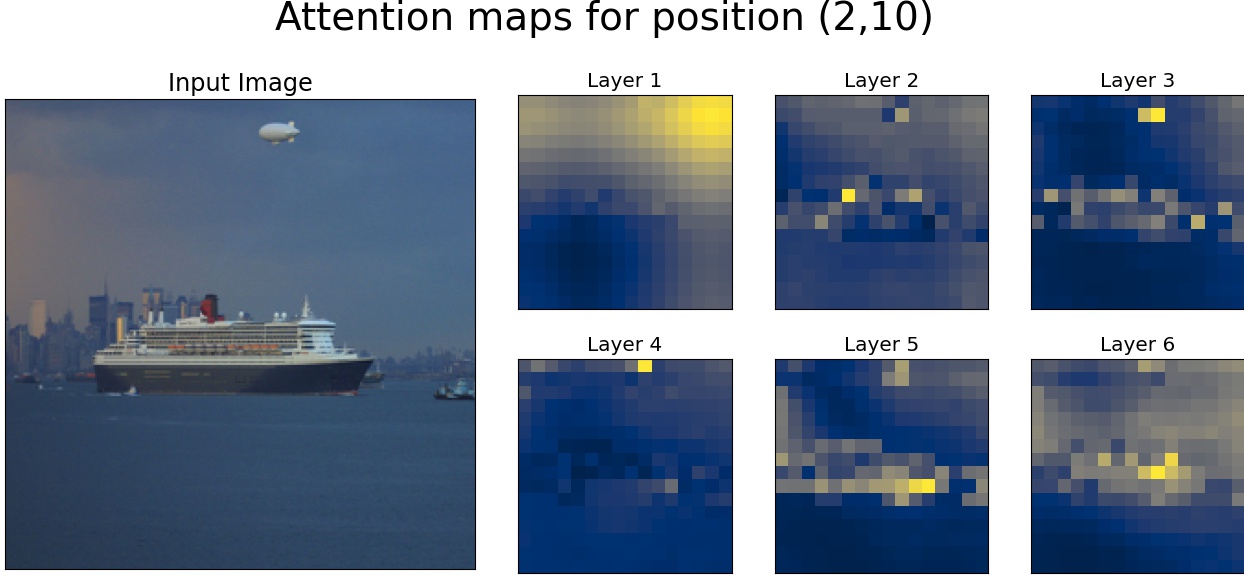 Attention maps for position (2,10)
Input Image
Layer 1
Layer 2
Layer 3
Layer 4
Layer 5
Layer 6